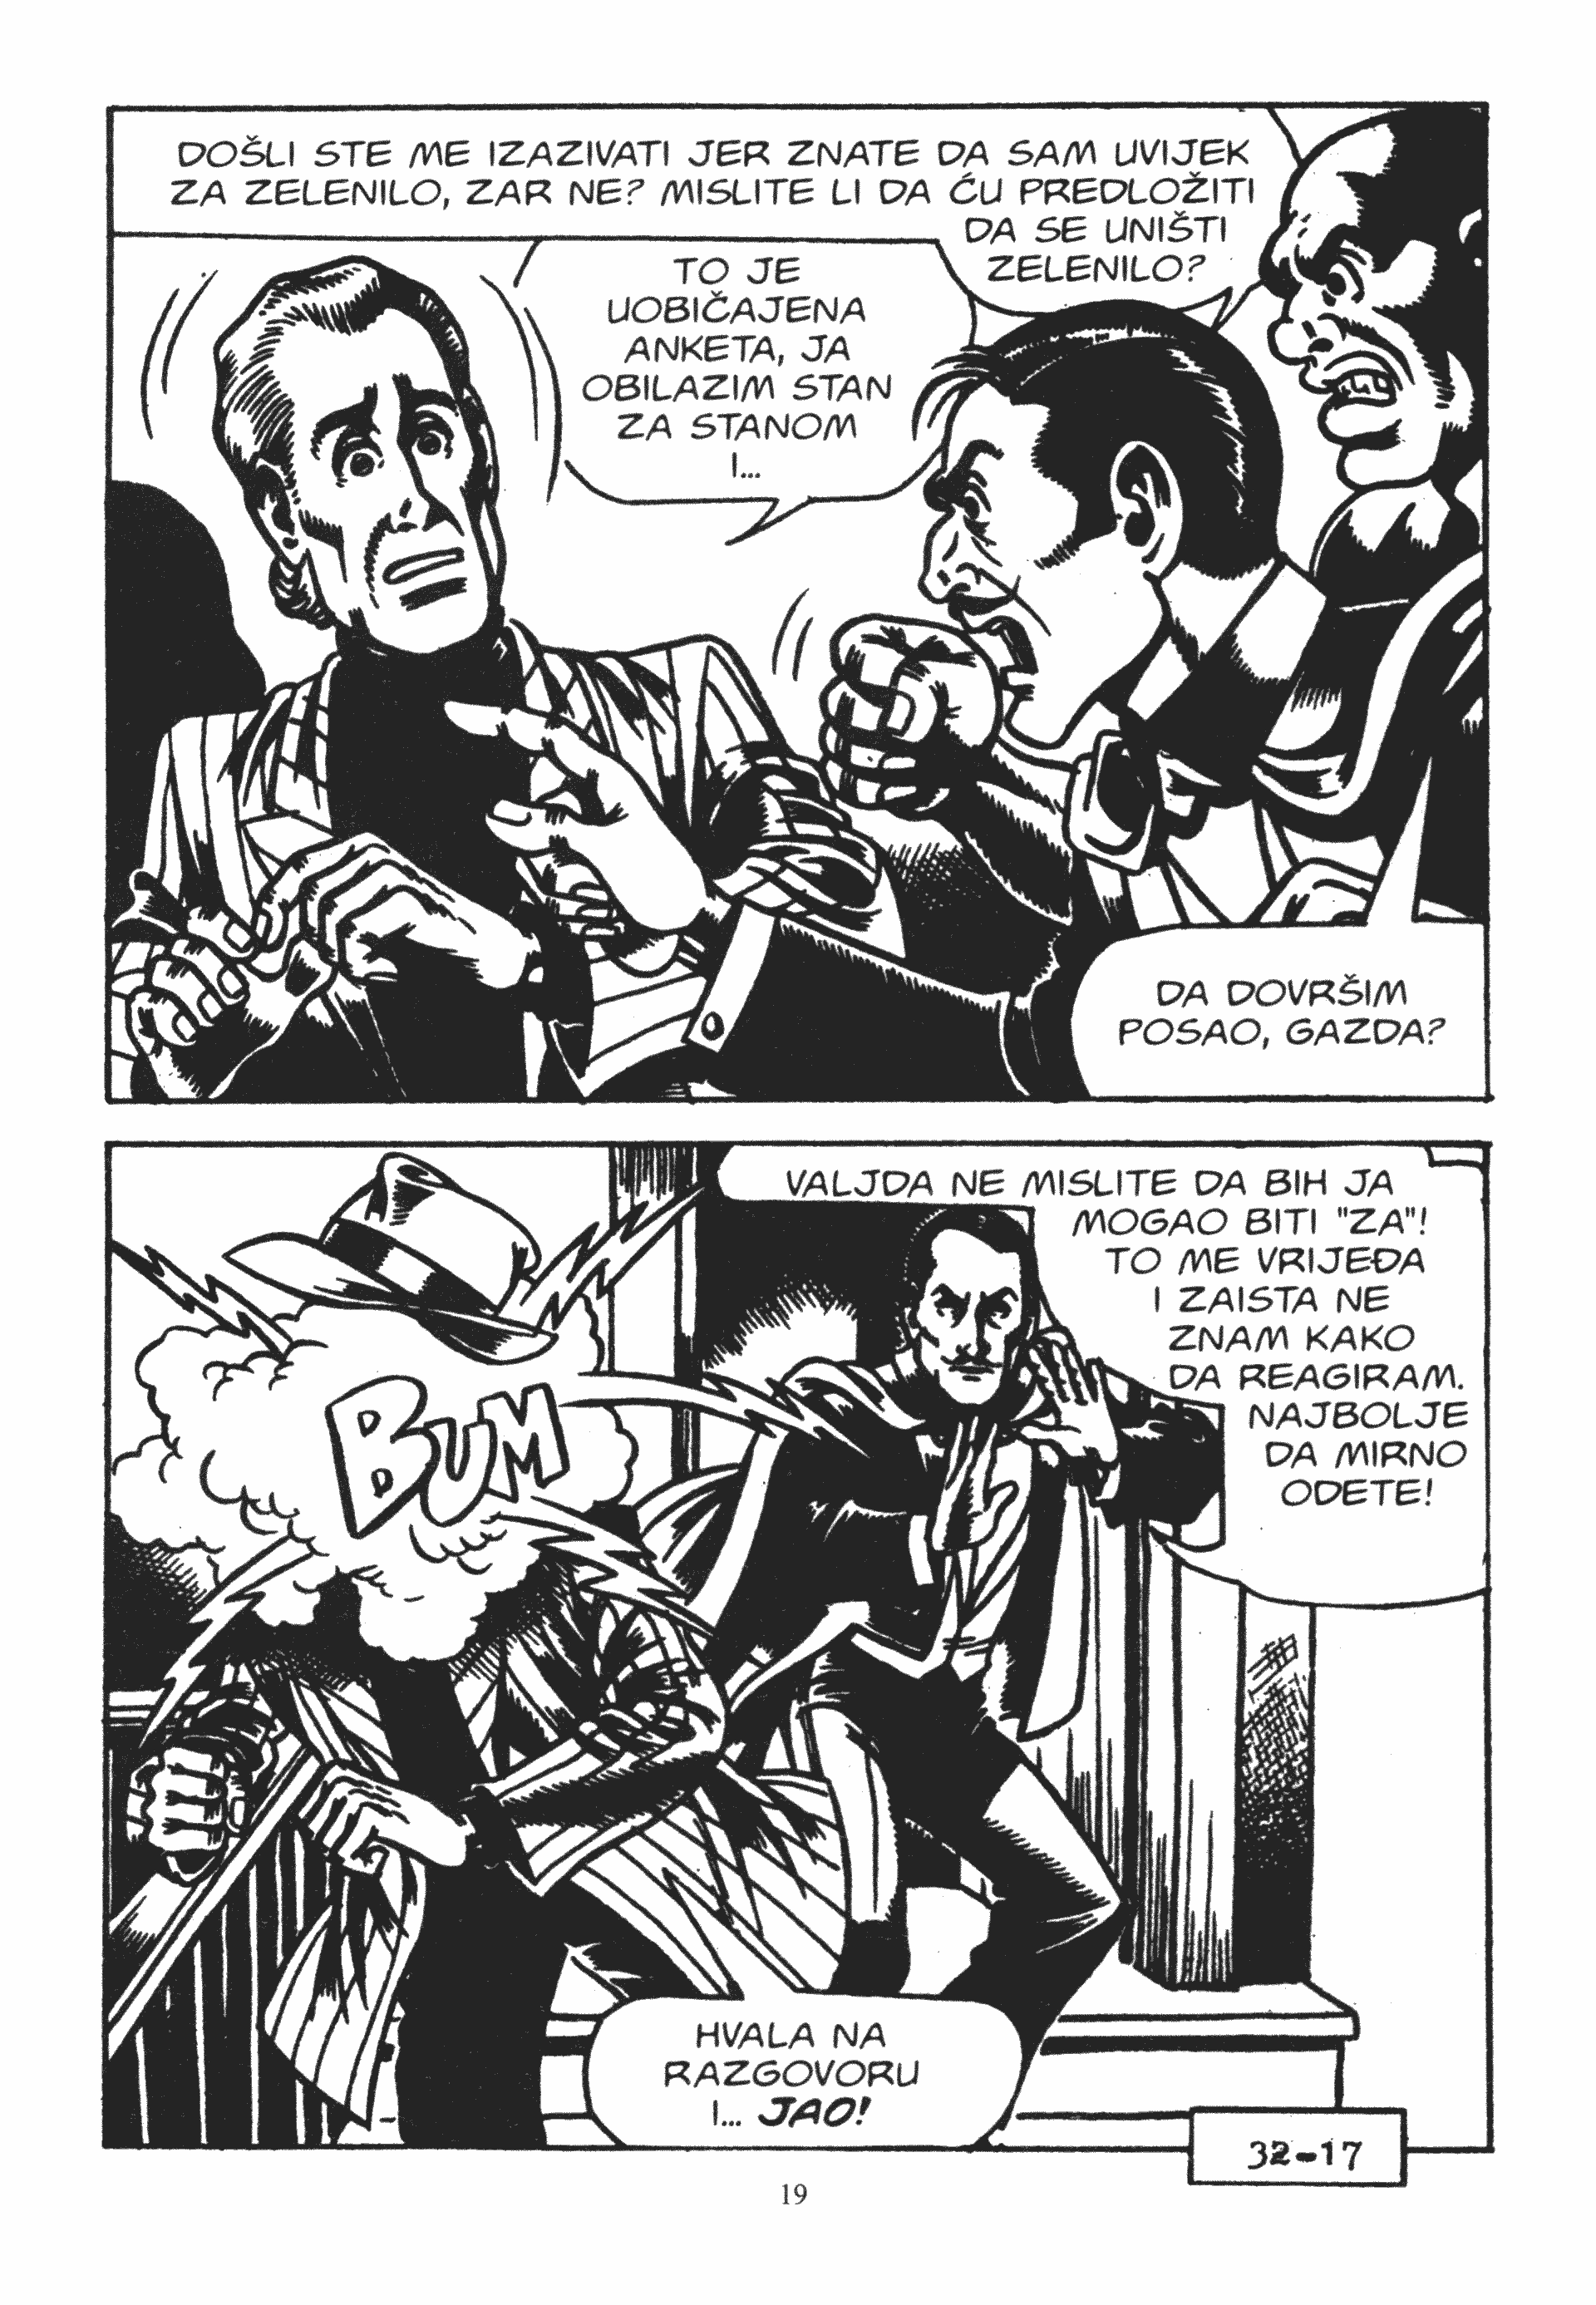 DOŠLI STE ME IZAZIVATI JER ZNATE DA SAM UVIJEK
ZA ZELENILO, ZAR NE? MISLITE LI DA ĆU PREDLOŽITI
DA SE UNIŠTI
ZELENILO?
TO JE
UOBIČAJENA
ANKETA, JA
OBILAZIM STAN
ZA STANOM
I...
DA DOVRŠIM
POSAO, GAZDA?
VALJDA NE MISLITE DA BIH JA
MOGAO BITI "ZA"!
TO ME VRIJEĐA
I ZAISTA NE
ZNAM KAKO
DA REAGIRAM.
NAJBOLJE
DA MIRNO
ODETE!
BUM
HVALA NA
RAZGOVORU
I... JAO!
32-17
19